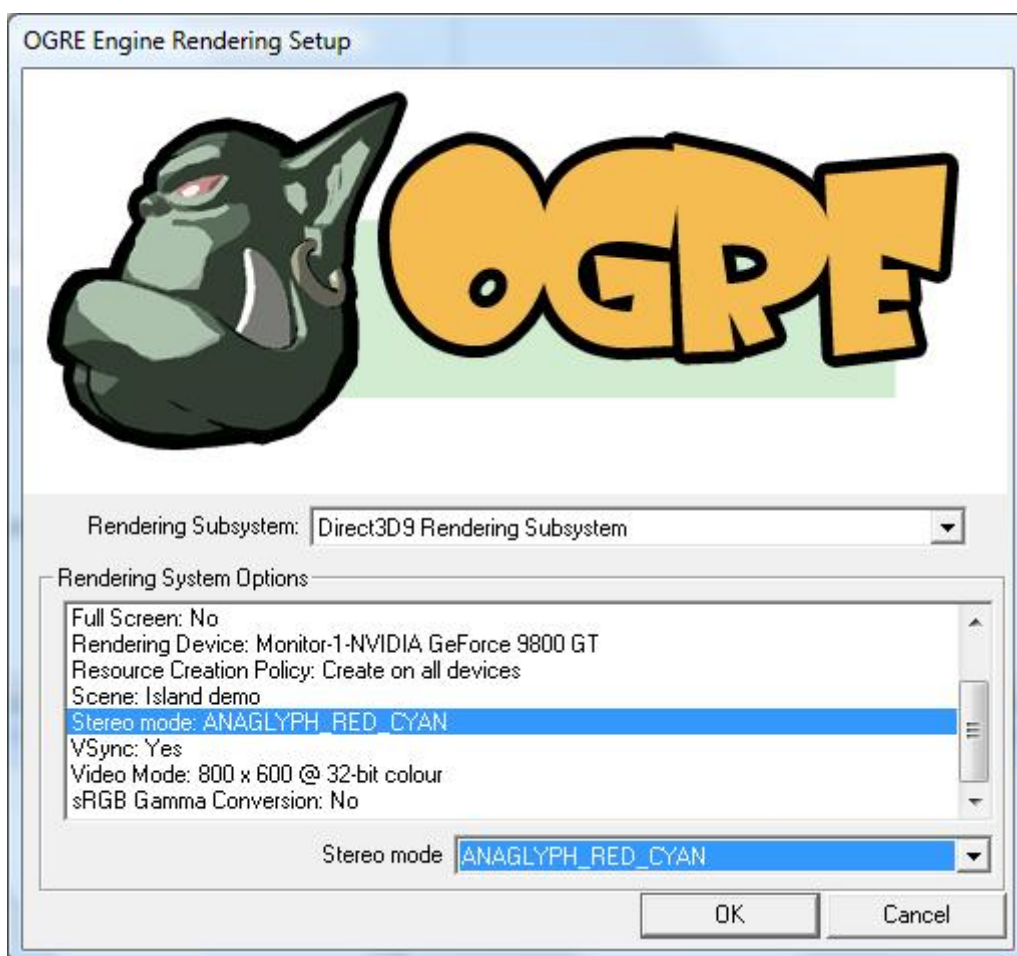 OGRE Engine Rendering Setup
OGRE
Rendering Subsystem: Direct3D9 Rendering Subsystem
Rendering System Options
Full Screen: No
Rendering Device: Monitor-1-NVIDIA GeForce 9800 GT
Resource Creation Policy: Create on all devices
Scene: Island demo
Stereo mode: ANAGLYPH_RED_CYAN
VSync: Yes
Video Mode: 800 x 600 @ 32-bit colour
sRGB Gamma Conversion: No
Stereo mode ANAGLYPH_RED_CYAN
OK Cancel